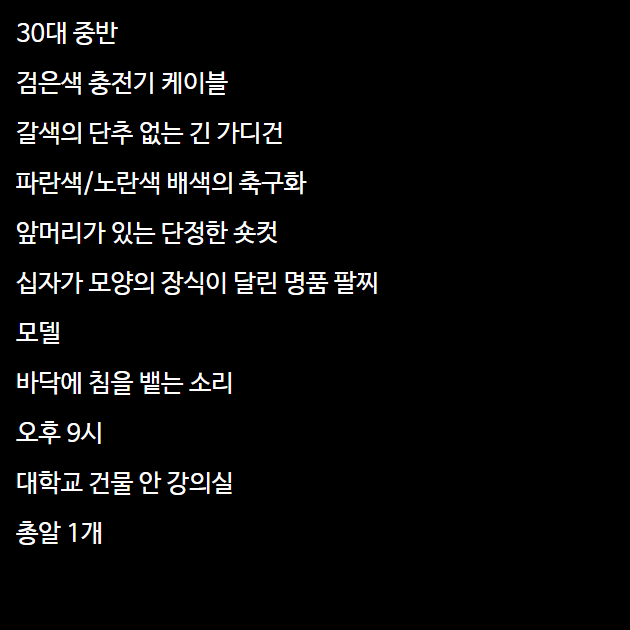 30대 중반
검은색 충전기 케이블
갈색의 단추 없는 긴 가디건
파란색/노란색 배색의 축구화
앞머리가 있는 단정한 숏컷
십자가 모양의 장식이 달린 명품 팔찌
모델
바닥에 침을 뱉는 소리
오후 9시
대학교 건물 안 강의실
총알 1개